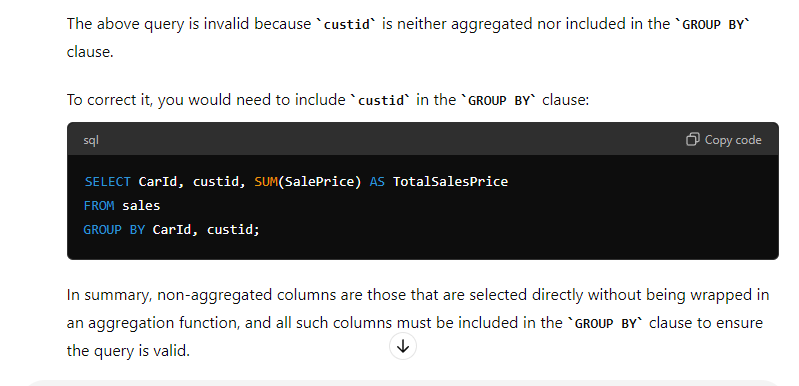 The above query is invalid because `custid` is neither aggregated nor included in the `GROUP BY`
clause.
To correct it, you would need to include `custid` in the `GROUP BY` clause:
sql
Copy code
SELECT CarId, custid, SUM(SalePrice) AS TotalSalesPrice
FROM sales
GROUP BY CarId, custid;
In summary, non-aggregated columns are those that are selected directly without being wrapped in
an aggregation function, and all such columns must be included in the `GROUP BY` clause to ensure
the query is valid.